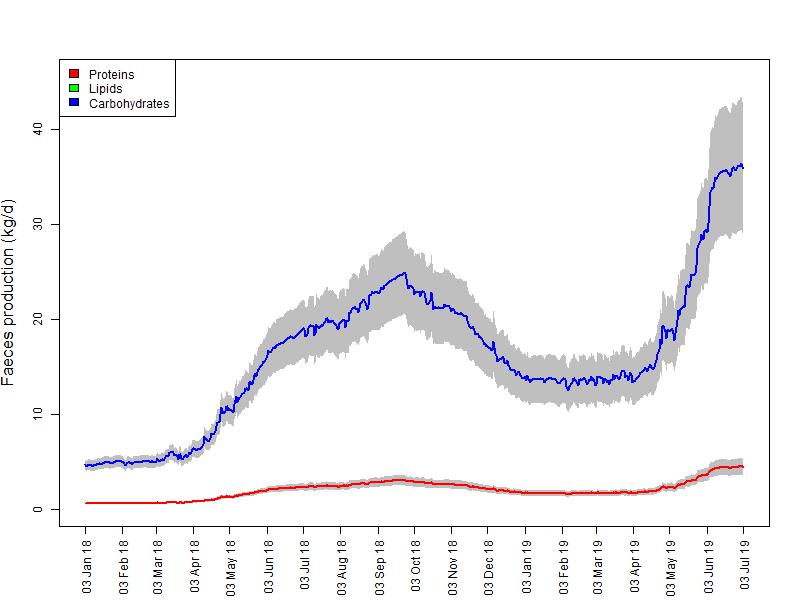 Proteins
Lipids
Carbohydrates
Faeces production (kg/d)
40
30
20
10
0
03 Jan 18
03 Feb 18
03 Mar 18
03 Apr 18
03 May 18
03 Jun 18
03 Jul 18
03 Aug 18
03 Sep 18
03 Oct 18
03 Nov 18
03 Dec 18
03 Jan 19
03 Feb 19
03 Mar 19
03 Apr 19
03 May 19
03 Jun 19
03 Jul 19